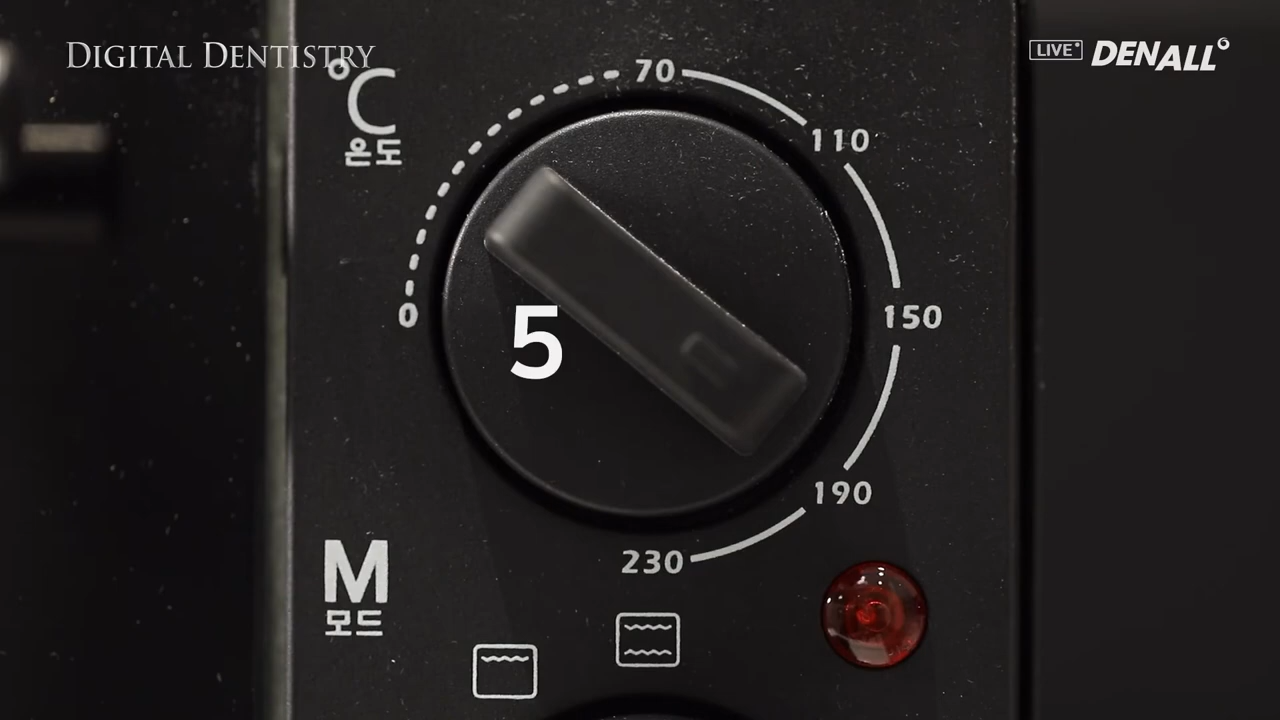 DIGITAL DENTISTRY
LIVE DENALL
°C
온도
70
110
0
150
5
190
230
M
모드